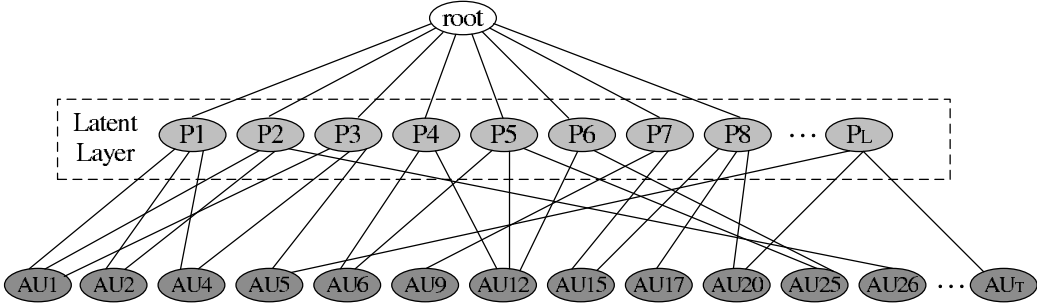 root
Latent
Layer
P1 P2 P3 P4 P5 P6 P7 P8 ... PL
AU1 AU2 AU4 AU5 AU6 AU9 AU12 AU15 AU17 AU20 AU25 AU26 ... AUT